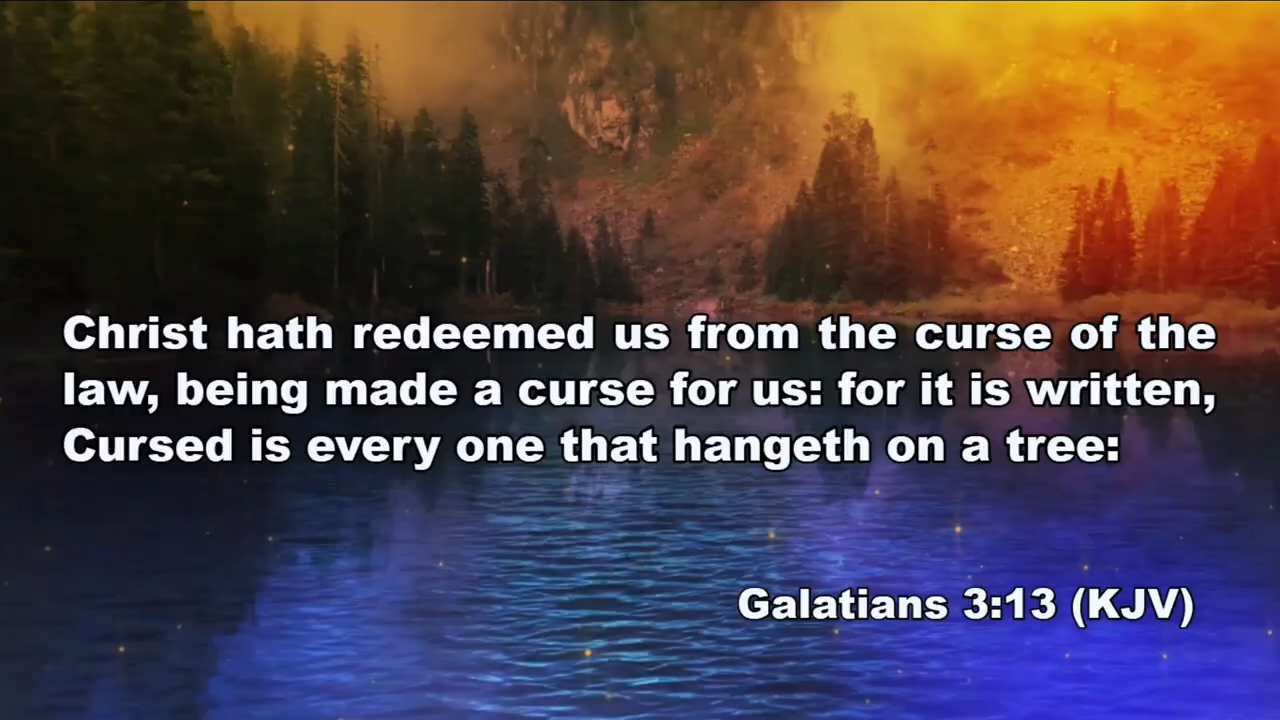 Christ hath redeemed us from the curse of the
law, being made a curse for us: for it is written,
Cursed is every one that hangeth on a tree:
Galatians 3:13 (KJV)